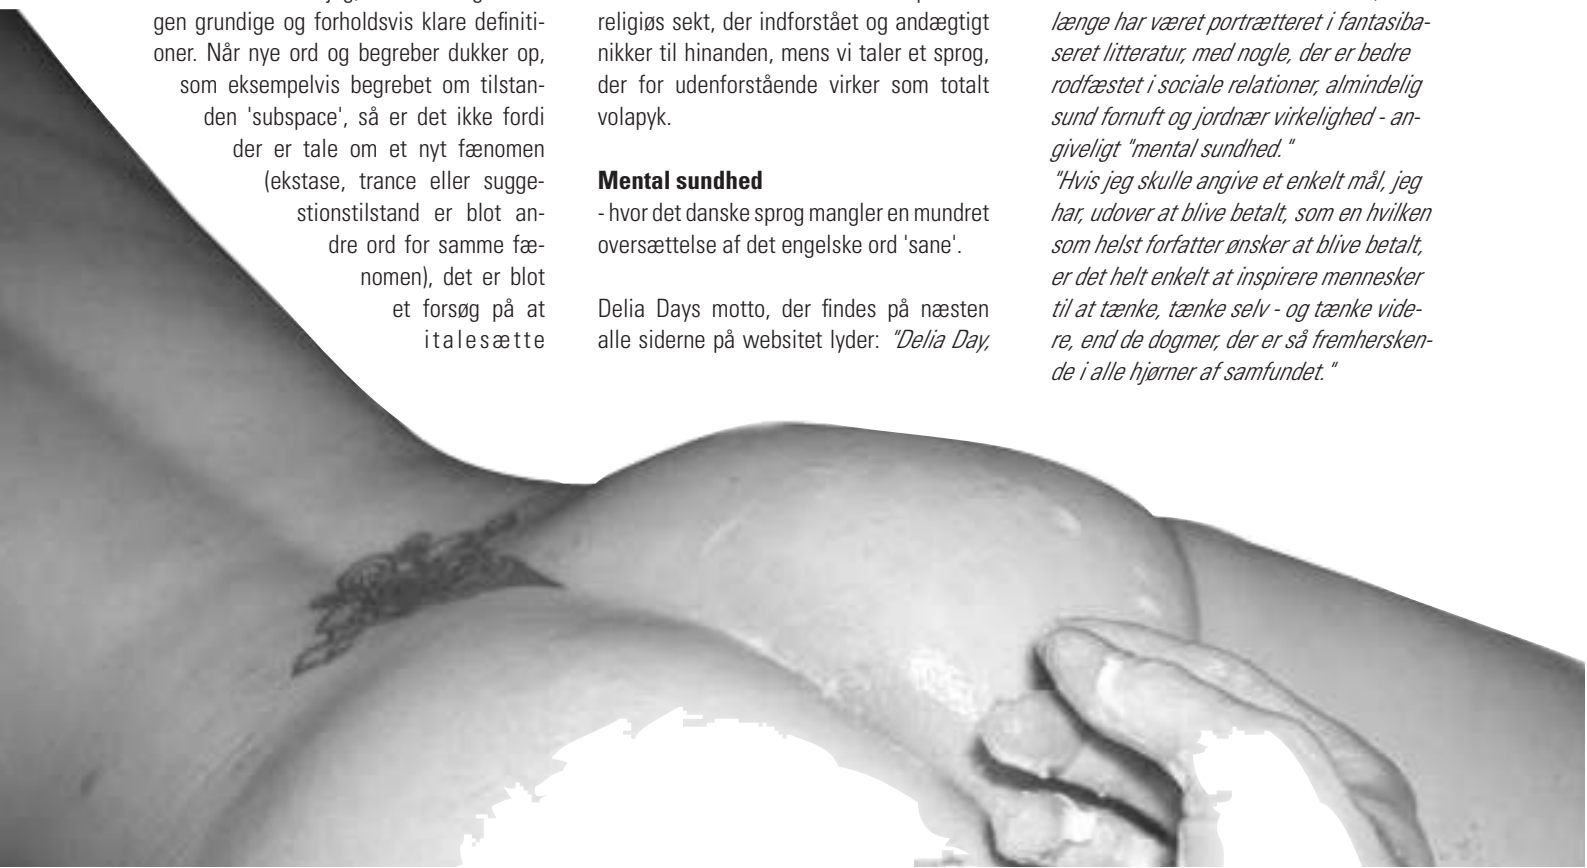 gen grundige og forholdsvis klare definiti-
oner. Når nye ord og begreber dukker op,
som eksempelvis begrebet om tilstan-
den 'subspace', så er det ikke fordi
der er tale om et nyt fænomen
(ekstase, trance eller sugge-
stionstilstand er blot an-
dre ord for samme fæ-
nomen), det er blot
et forsøg på at
italesætte
religiøs sekt, der indforstået og andægtigt
nikker til hinanden, mens vi taler et sprog,
der for udenforstående virker som totalt
volapyk.
Mental sundhed
- hvor det danske sprog mangler en mundret
oversættelse af det engelske ord 'sane'.
Delia Days motto, der findes på næsten
alle siderne på websitet lyder: "Delia Day,
længe har været portrætteret i fantasiba-
seret litteratur, med nogle, der er bedre
rodfæstet i sociale relationer, almindelig
sund fornuft og jordnær virkelighed - an-
giveligt "mental sundhed."
"Hvis jeg skulle angive et enkelt mål, jeg
har, udover at blive betalt, som en hvilken
som helst forfatter ønsker at blive betalt,
er det helt enkelt at inspirere mennesker
til at tænke, tænke selv - og tænke vide-
re, end de dogmer, der er så fremhersken-
de i alle hjørner af samfundet."